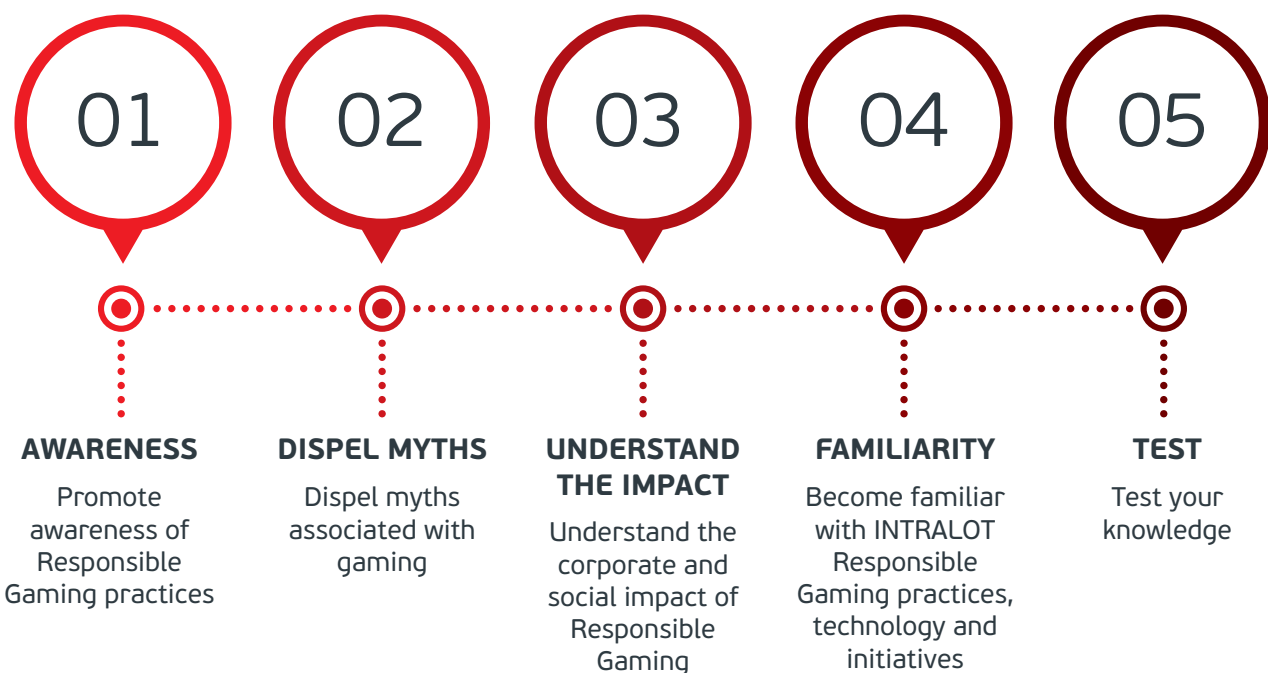 01
02
03
04
05
AWARENESS
Promote
awareness of
Responsible
Gaming practices
DISPEL MYTHS
Dispel myths
associated with
gaming
UNDERSTAND
THE IMPACT
Understand the
corporate and
social impact of
Responsible
Gaming
FAMILIARITY
Become familiar
with INTRALOT
Responsible
Gaming practices,
technology and
initiatives
TEST
Test your
knowledge